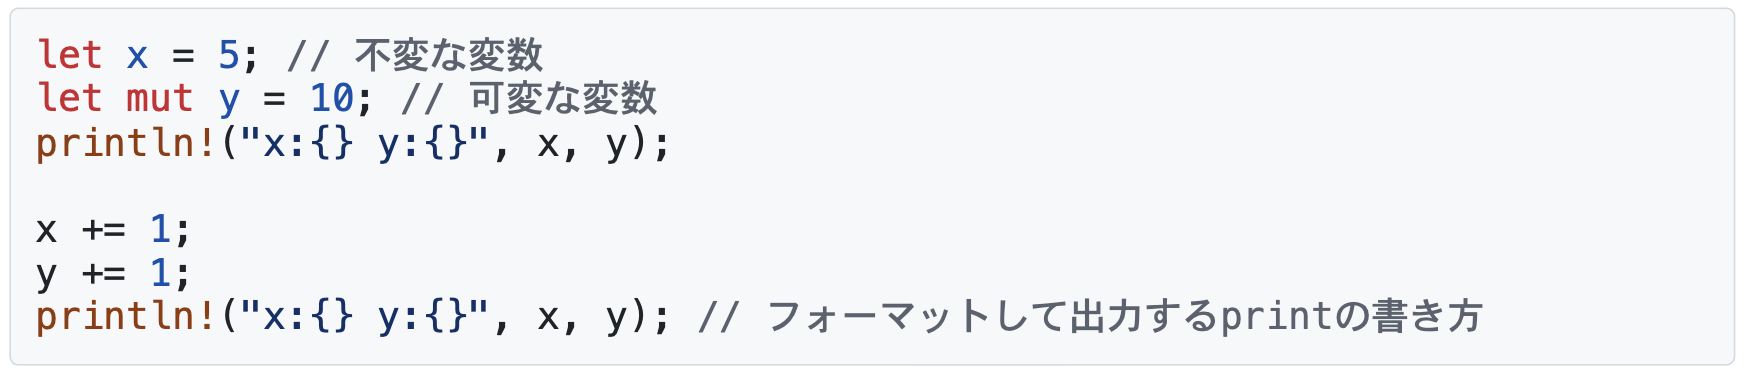 let x = 5; // 不変な変数
let mut y = 10; // 可変な変数
println!("x:{} y:{}", x, y);
x += 1;
y += 1;
println!("x:{} y:{}", x, y); // フォーマットして出力するprintの書き方